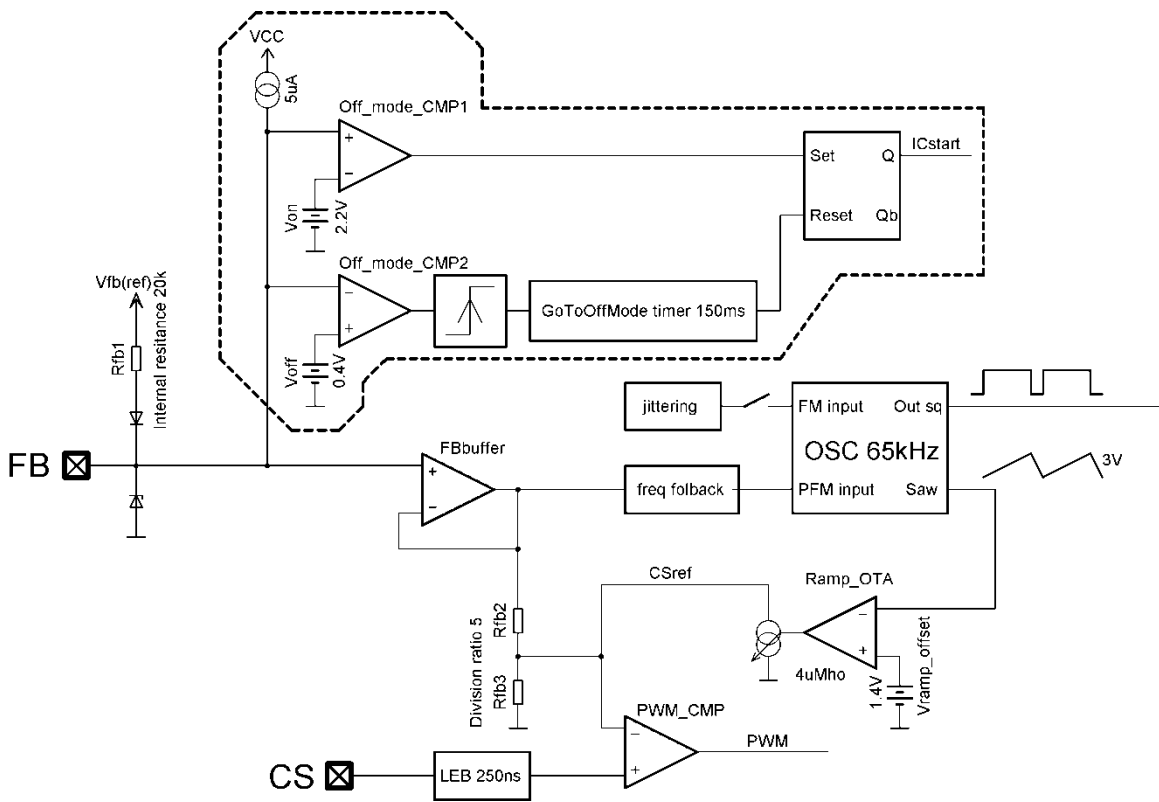 VCC
5uA
Off_mode_CMP1
+
−
Von
2.2V
Set
Q
ICstart
Reset
Qb
Off_mode_CMP2
−
+
Voff
0.4V
GoToOffMode timer 150ms
Vfb(ref)
Rfb1
Internal resitance 20k
FB
FBbuffer
+
−
jittering
freq folback
FM input
Out sq
OSC 65kHz
PFM input
Saw
3V
CSref
Ramp_OTA
−
+
4uMho
1.4V
Vramp_offset
Rfb2
Division ratio 5
Rfb3
PWM_CMP
−
+
PWM
CS
LEB 250ns